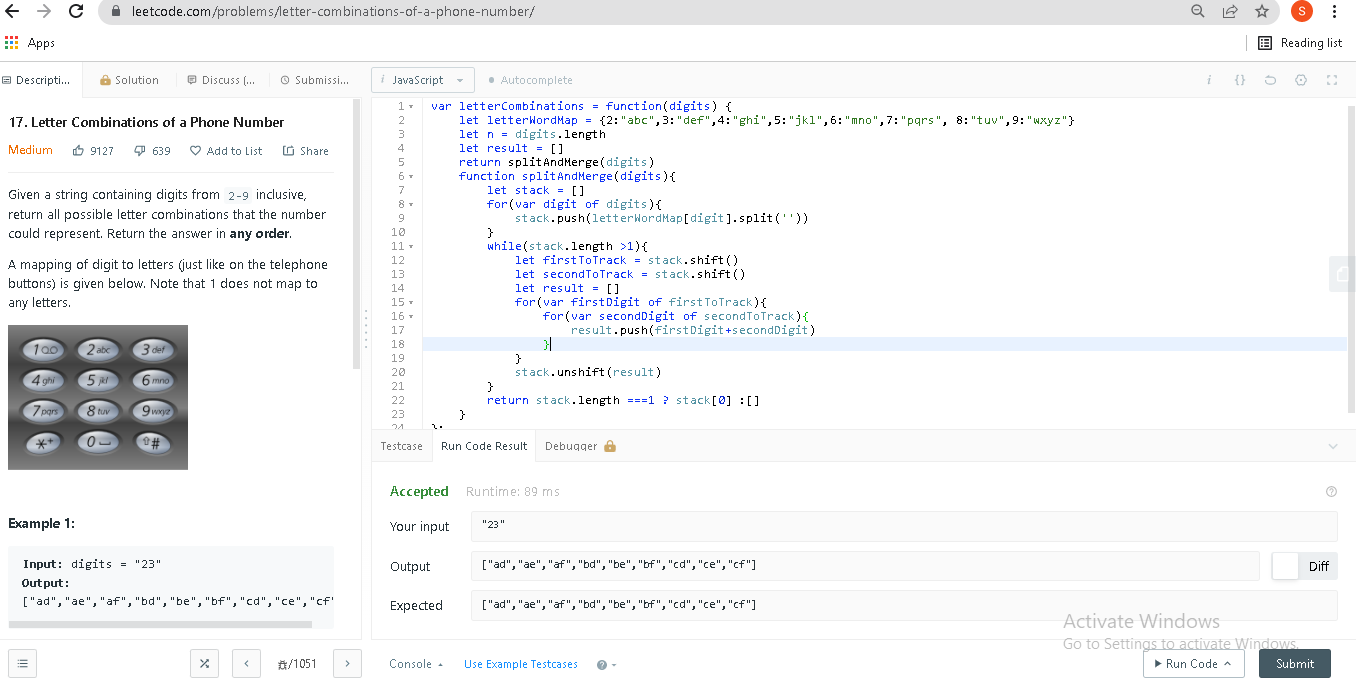 leetcode.com/problems/letter-combinations-of-a-phone-number/
S
Apps
Reading list
Descripti...
Solution
Discuss (...
Submissi...
i JavaScript
Autocomplete
i {}
17. Letter Combinations of a Phone Number
Medium 9127 639 Add to List Share
Given a string containing digits from 2-9 inclusive,
return all possible letter combinations that the number
could represent. Return the answer in any order.
A mapping of digit to letters (just like on the telephone
buttons) is given below. Note that 1 does not map to
any letters.
1 2 abc 3 def
4 ghi 5 jkl 6 mno
7 pqrs 8 tuv 9 wxyz
*+ 0 #
Example 1:
Input: digits = "23"
Output:
["ad","ae","af","bd","be","bf","cd","ce","cf"
/1051
1 var letterCombinations = function(digits) {
2 let letterWordMap = {2:"abc",3:"def",4:"ghi",5:"jkl",6:"mno",7:"pqrs", 8:"tuv",9:"wxyz"}
3 let n = digits.length
4 let result = []
5 return splitAndMerge(digits)
6 function splitAndMerge(digits){
7 let stack = []
8 for(var digit of digits){
9 stack.push(letterWordMap[digit].split(''))
10 }
11 while(stack.length >1){
12 let firstToTrack = stack.shift()
13 let secondToTrack = stack.shift()
14 let result = []
15 for(var firstDigit of firstToTrack){
16 for(var secondDigit of secondToTrack){
17 result.push(firstDigit+secondDigit)
18 }
19 }
20 stack.unshift(result)
21 }
22 return stack.length ===1 ? stack[0] :[]
23 }
24 };
Testcase
Run Code Result
Debugger
Accepted Runtime: 89 ms
Your input "23"
Output ["ad","ae","af","bd","be","bf","cd","ce","cf"]
Diff
Expected ["ad","ae","af","bd","be","bf","cd","ce","cf"]
Activate Windows
Go to Settings to activate Windows.
Console
Use Example Testcases
Run Code
Submit